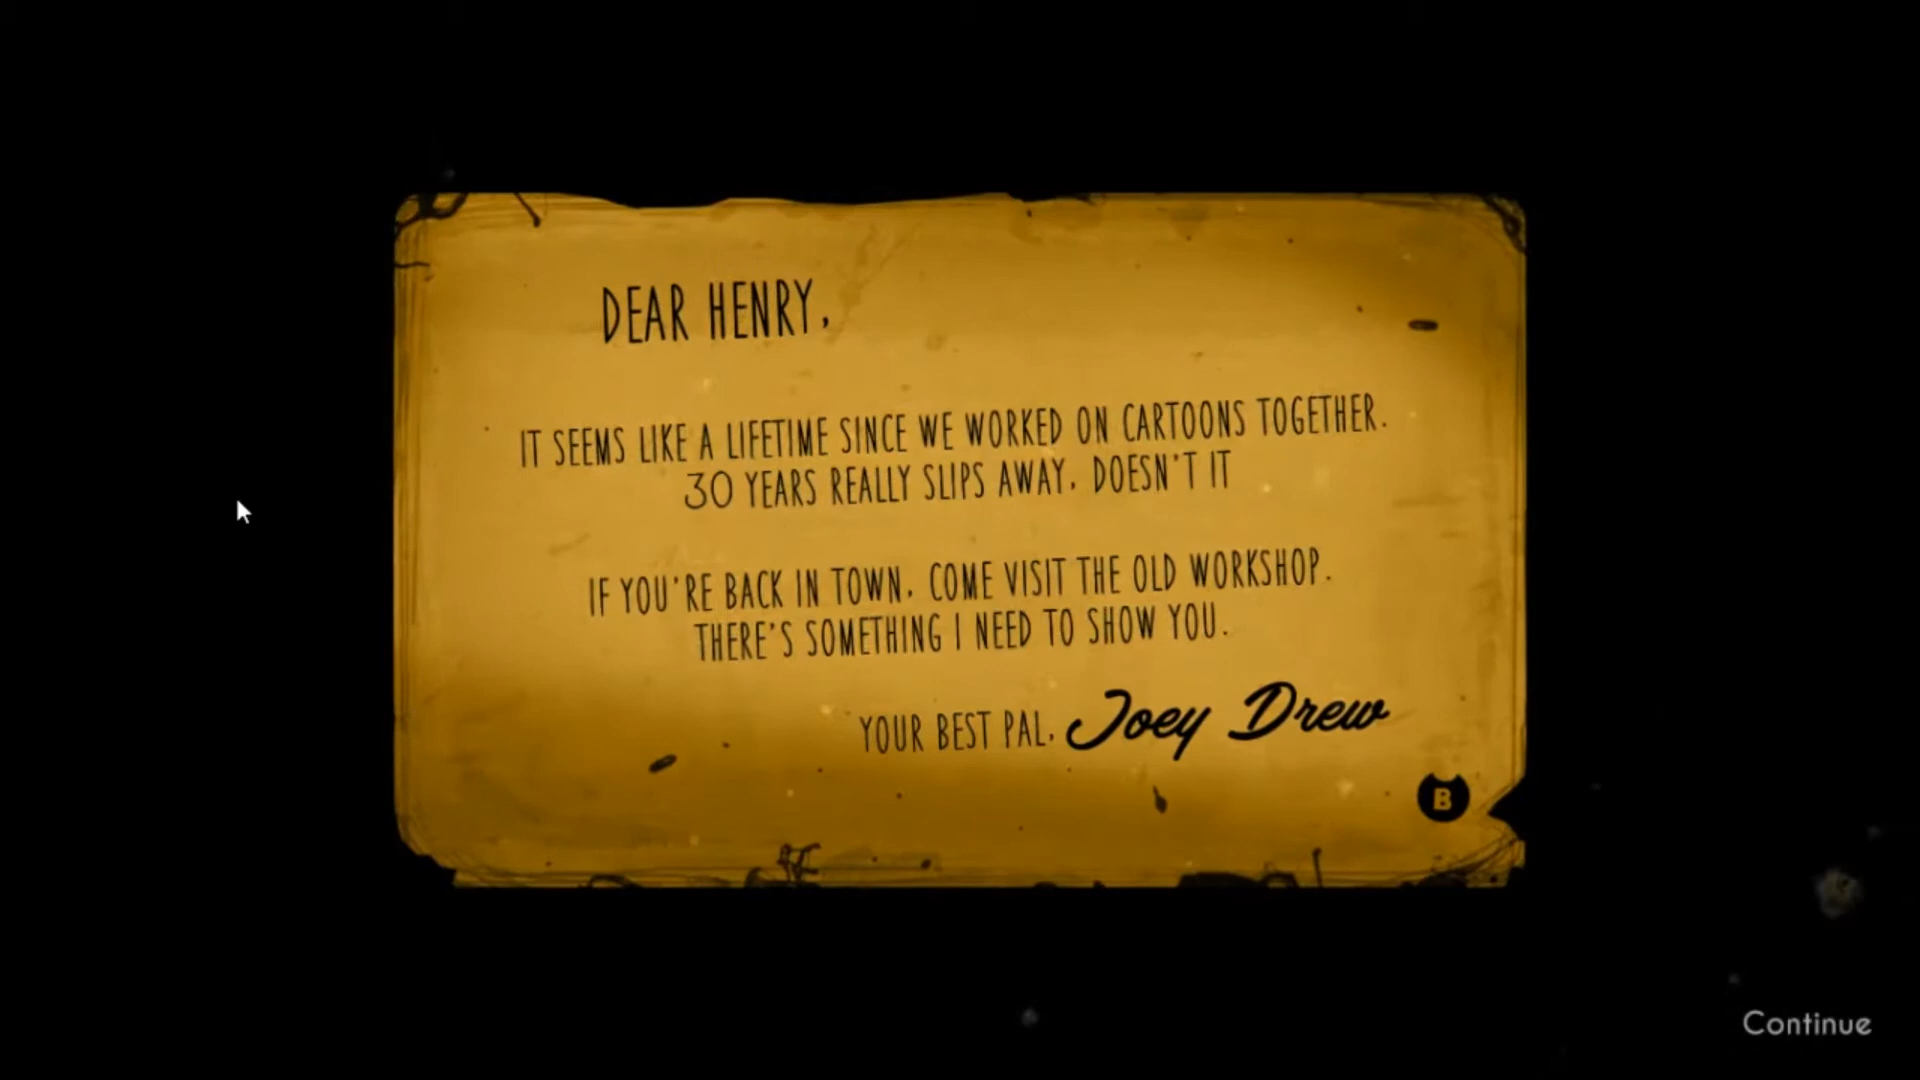 DEAR HENRY,
IT SEEMS LIKE A LIFETIME SINCE WE WORKED ON CARTOONS TOGETHER.
30 YEARS REALLY SLIPS AWAY, DOESN'T IT
IF YOU'RE BACK IN TOWN, COME VISIT THE OLD WORKSHOP.
THERE'S SOMETHING I NEED TO SHOW YOU.
YOUR BEST PAL, Joey Drew
B
Continue